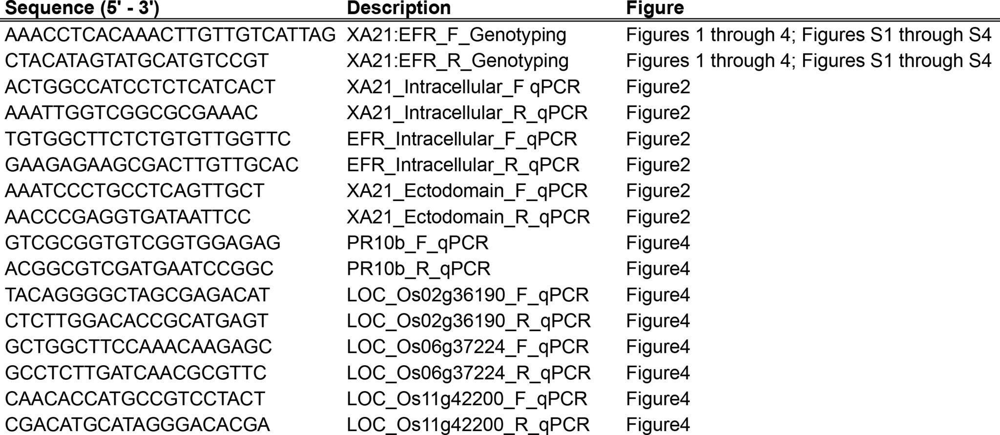 Sequence (5' - 3') Description Figure
AAACCTCACAAACTTGTTGTCATTAG XA21:EFR_F_Genotyping Figures 1 through 4; Figures S1 through S4
CTACATAGTATGCATGTCCGT XA21:EFR_R_Genotyping Figures 1 through 4; Figures S1 through S4
ACTGGCCATCCTCTCATCACT XA21_Intracellular_F qPCR Figure2
AAATTGGTCGGCGCGAAAC XA21_Intracellular_R_qPCR Figure2
TGTGGCTTCTCTGTGTTGGTTC EFR_Intracellular_F_qPCR Figure2
GAAGAGAAGCGACTTGTTGCAC EFR_Intracellular_R_qPCR Figure2
AAATCCCTGCCTCAGTTGCT XA21_Ectodomain_F_qPCR Figure2
AACCCGAGGTGATAATTCC XA21_Ectodomain_R_qPCR Figure2
GTCGCGGTGTCGGTGGAGAG PR10b_F_qPCR Figure4
ACGGCGTCGATGAATCCGGC PR10b_R_qPCR Figure4
TACAGGGGCTAGCGAGACAT LOC_Os02g36190_F_qPCR Figure4
CTCTTGGACACCGCATGAGT LOC_Os02g36190_R_qPCR Figure4
GCTGGCTTCCAAACAAGAGC LOC_Os06g37224_F_qPCR Figure4
GCCTCTTGATCAACGCGTTC LOC_Os06g37224_R_qPCR Figure4
CAACACCATGCCGTCCTACT LOC_Os11g42200_F_qPCR Figure4
CGACATGCATAGGGACACGA LOC_Os11g42200_R_qPCR Figure4